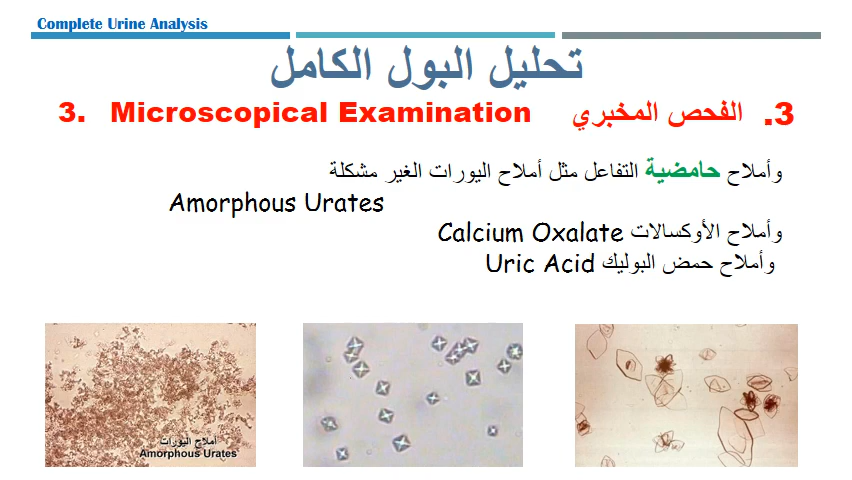 Complete Urine Analysis
تحليل البول الكامل
3. Microscopical Examination
3. الفحص المخبري
وأملاح حامضية التفاعل مثل أملاح اليورات الغير مشكلة
Amorphous Urates
وأملاح الأوكسالات Calcium Oxalate
وأملاح حمض البوليك Uric Acid
أملاح اليورات
Amorphous Urates